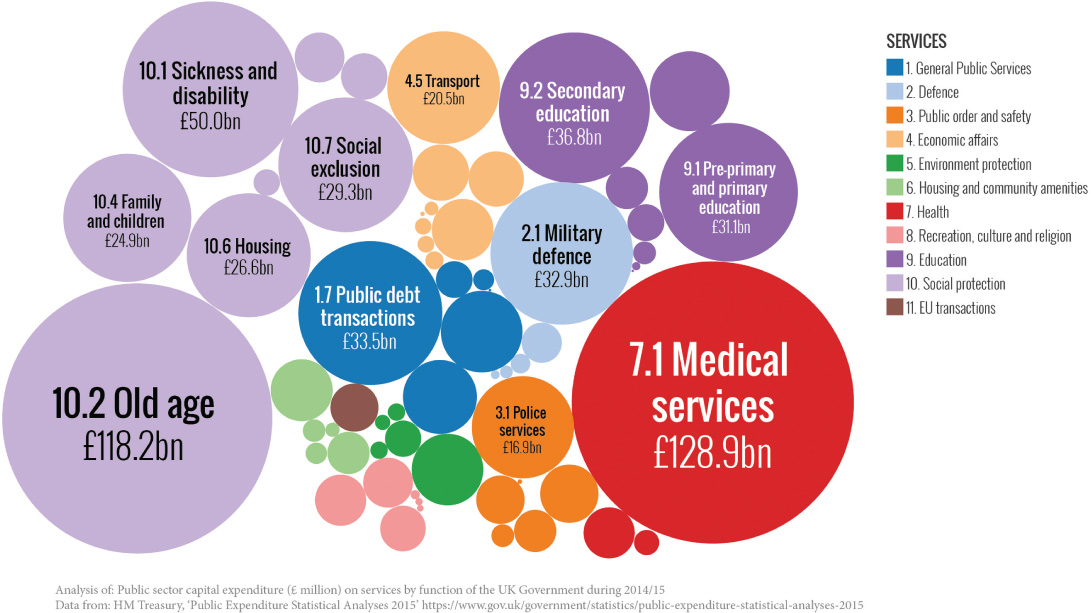 10.1 Sickness and
disability
£50.0bn
4.5 Transport
£20.5bn
9.2 Secondary
education
£36.8bn
10.7 Social
exclusion
£29.3bn
9.1 Pre-primary
and primary
education
£31.1bn
10.4 Family
and children
£24.9bn
10.6 Housing
£26.6bn
2.1 Military
defence
£32.9bn
1.7 Public debt
transactions
£33.5bn
7.1 Medical
services
£128.9bn
10.2 Old age
£118.2bn
3.1 Police
services
£16.9bn
SERVICES
1. General Public Services
2. Defence
3. Public order and safety
4. Economic affairs
5. Environment protection
6. Housing and community amenities
7. Health
8. Recreation, culture and religion
9. Education
10. Social protection
11. EU transactions
Analysis of: Public sector capital expenditure (£ million) on services by function of the UK Government during 2014/15
Data from: HM Treasury, 'Public Expenditure Statistical Analyses 2015' https://www.gov.uk/government/statistics/public-expenditure-statistical-analyses-2015